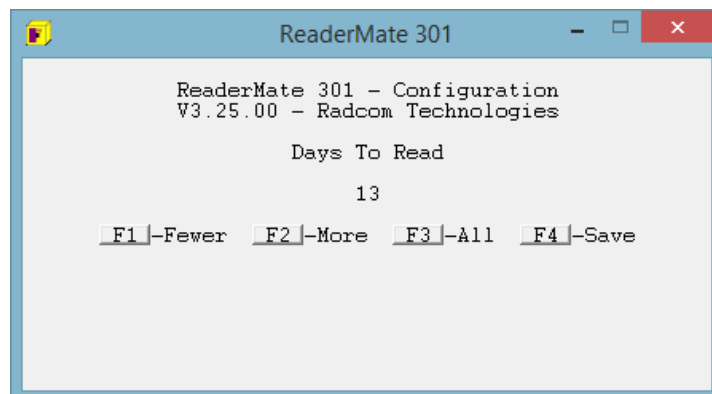 ReaderMate 301
ReaderMate 301 - Configuration
V3.25.00 - Radcom Technologies
Days To Read
13
F1-Fewer F2-More F3-All F4-Save